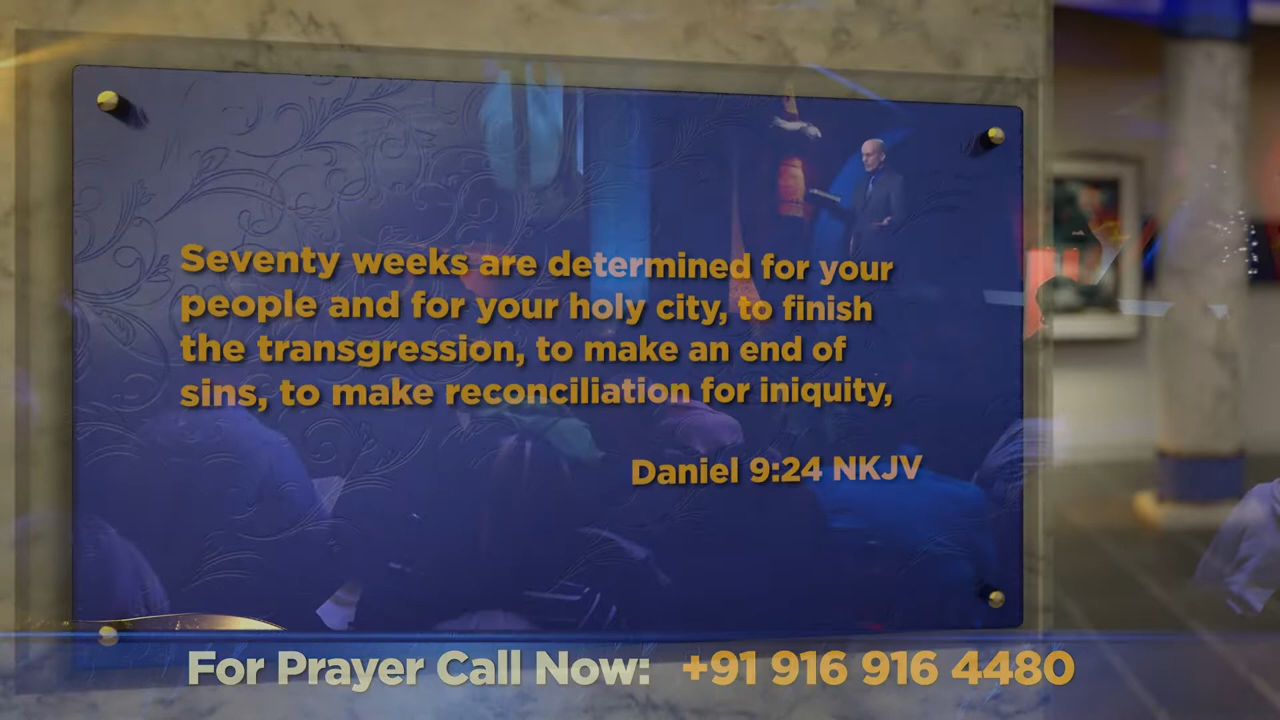 Seventy weeks are determined for your
people and for your holy city, to finish
the transgression, to make an end of
sins, to make reconciliation for iniquity,
Daniel 9:24 NKJV
For Prayer Call Now: +91 916 916 4480